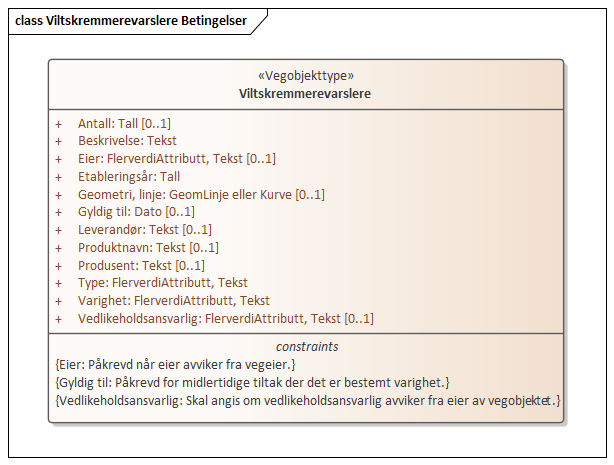 class Viltskremmerevarslere Betingelser
«Vegobjekttype»
Viltskremmerevarslere
+ Antall: Tall [0..1]
+ Beskrivelse: Tekst
+ Eier: FlerverdiAttributt, Tekst [0..1]
+ Etableringsår: Tall
+ Geometri, linje: GeomLinje eller Kurve [0..1]
+ Gyldig til: Dato [0..1]
+ Leverandør: Tekst [0..1]
+ Produktnavn: Tekst [0..1]
+ Produsent: Tekst [0..1]
+ Type: FlerverdiAttributt, Tekst
+ Varighet: FlerverdiAttributt, Tekst
+ Vedlikeholdsansvarlig: FlerverdiAttributt, Tekst [0..1]
constraints
{Eier: Påkrevd når eier avviker fra vegeier.}
{Gyldig til: Påkrevd for midlertidige tiltak der det er bestemt varighet.}
{Vedlikeholdsansvarlig: Skal angis om vedlikeholdsansvarlig avviker fra eier av vegobjektet.}